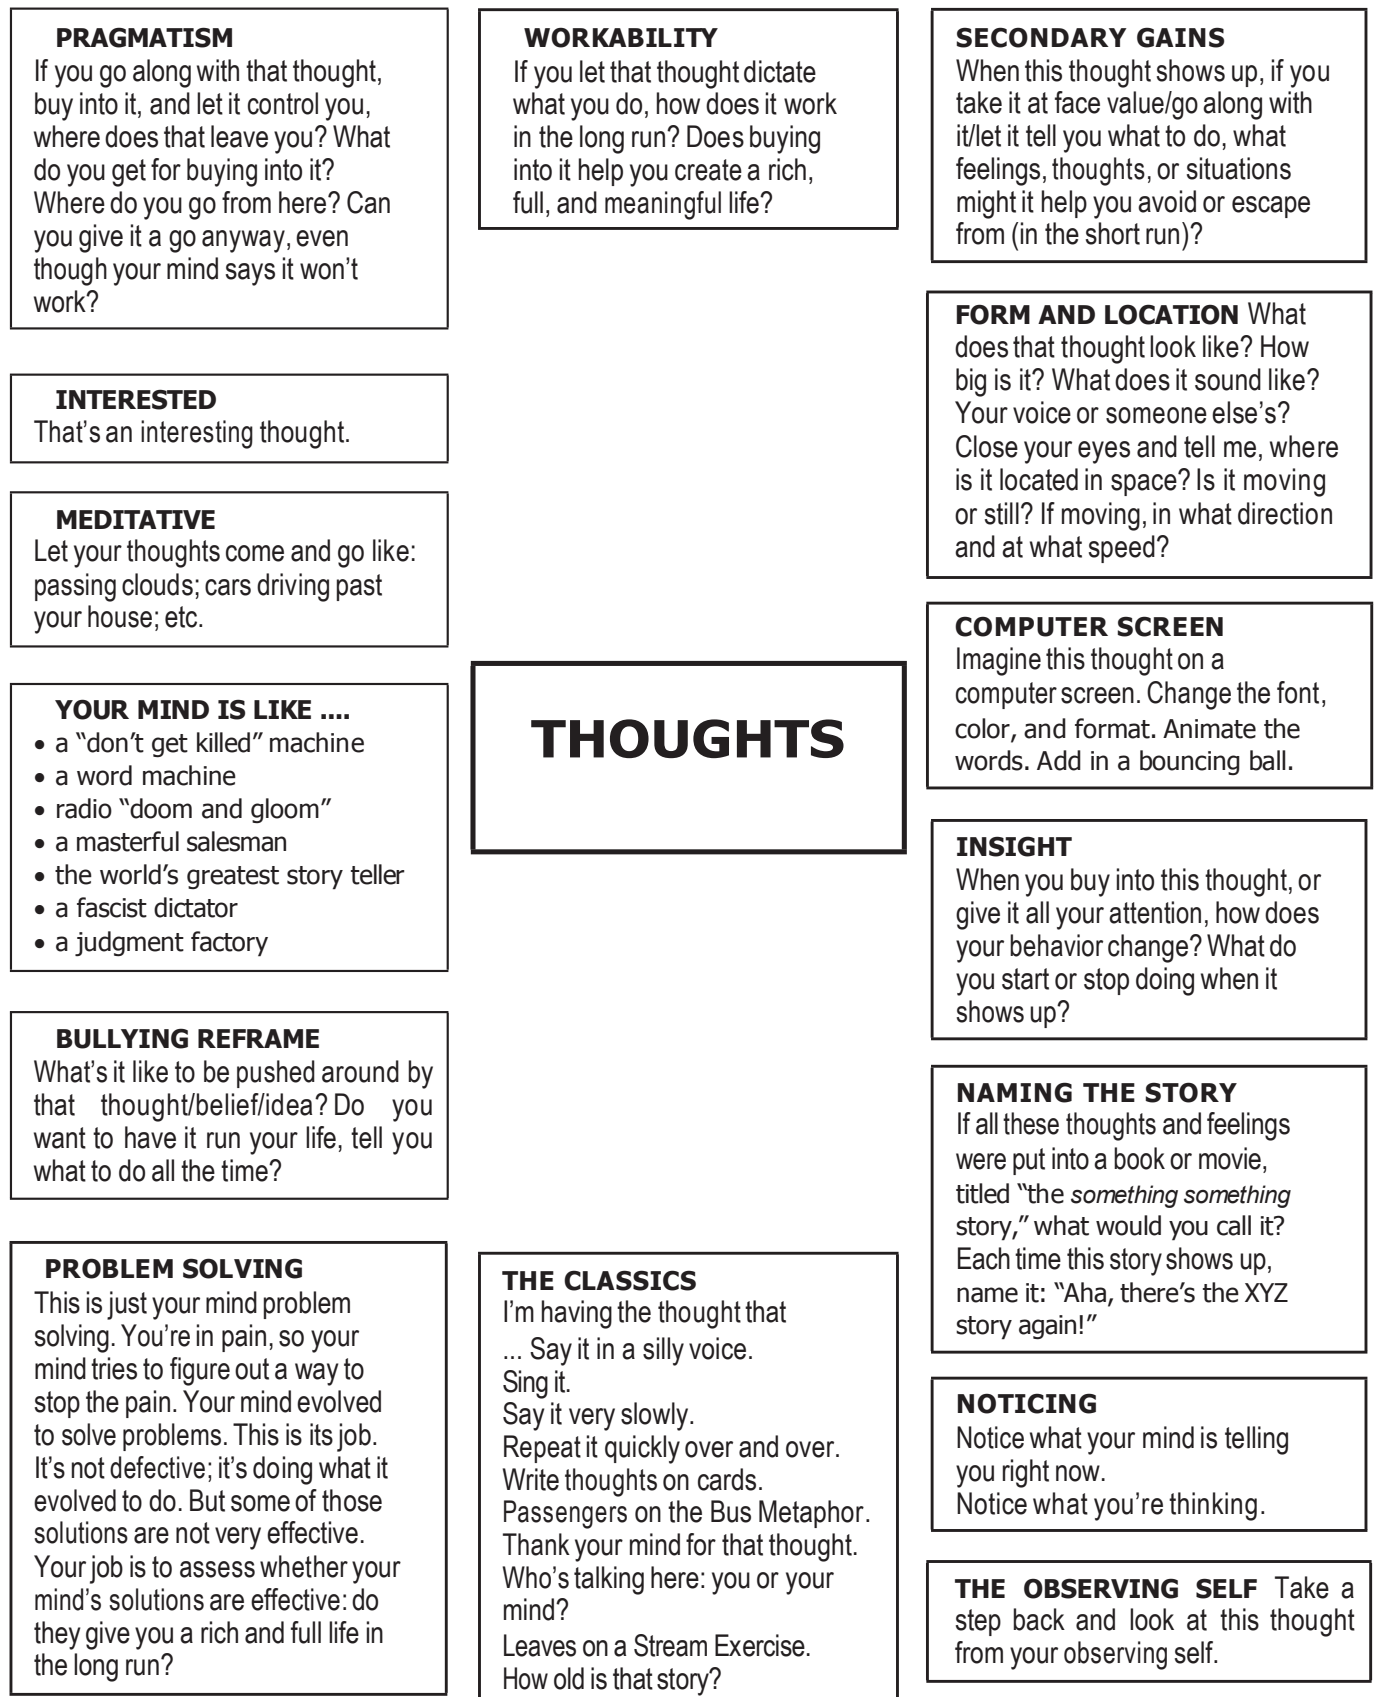 PRAGMATISM
If you go along with that thought,
buy into it, and let it control you,
where does that leave you? What
do you get for buying into it?
Where do you go from here? Can
you give it a go anyway, even
though your mind says it won’t
work?
INTERESTED
That’s an interesting thought.
MEDITATIVE
Let your thoughts come and go like:
passing clouds; cars driving past
your house; etc.
YOUR MIND IS LIKE ....
• a “don’t get killed” machine
• a word machine
• radio “doom and gloom”
• a masterful salesman
• the world’s greatest story teller
• a fascist dictator
• a judgment factory
BULLYING REFRAME
What’s it like to be pushed around by
that thought/belief/idea? Do you
want to have it run your life, tell you
what to do all the time?
PROBLEM SOLVING
This is just your mind problem
solving. You’re in pain, so your
mind tries to figure out a way to
stop the pain. Your mind evolved
to solve problems. This is its job.
It’s not defective; it’s doing what it
evolved to do. But some of those
solutions are not very effective.
Your job is to assess whether your
mind’s solutions are effective: do
they give you a rich and full life in
the long run?
WORKABILITY
If you let that thought dictate
what you do, how does it work
in the long run? Does buying
into it help you create a rich,
full, and meaningful life?
THOUGHTS
THE CLASSICS
I’m having the thought that
... Say it in a silly voice.
Sing it.
Say it very slowly.
Repeat it quickly over and over.
Write thoughts on cards.
Passengers on the Bus Metaphor.
Thank your mind for that thought.
Who’s talking here: you or your
mind?
Leaves on a Stream Exercise.
How old is that story?
SECONDARY GAINS
When this thought shows up, if you
take it at face value/go along with
it/let it tell you what to do, what
feelings, thoughts, or situations
might it help you avoid or escape
from (in the short run)?
FORM AND LOCATION What
does that thought look like? How
big is it? What does it sound like?
Your voice or someone else’s?
Close your eyes and tell me, where
is it located in space? Is it moving
or still? If moving, in what direction
and at what speed?
COMPUTER SCREEN
Imagine this thought on a
computer screen. Change the font,
color, and format. Animate the
words. Add in a bouncing ball.
INSIGHT
When you buy into this thought, or
give it all your attention, how does
your behavior change? What do
you start or stop doing when it
shows up?
NAMING THE STORY
If all these thoughts and feelings
were put into a book or movie,
titled “the something something
story,” what would you call it?
Each time this story shows up,
name it: “Aha, there’s the XYZ
story again!”
NOTICING
Notice what your mind is telling
you right now.
Notice what you’re thinking.
THE OBSERVING SELF Take a
step back and look at this thought
from your observing self.